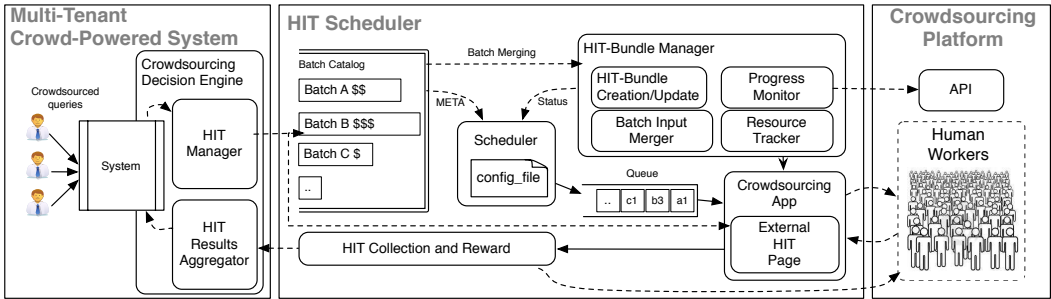 Multi-Tenant
Crowd-Powered System
Crowdsourced
queries
System
Crowdsourcing
Decision Engine
HIT
Manager
HIT
Results
Aggregator
HIT Scheduler
Batch Catalog
Batch A $$
Batch B $$$
Batch C $
..
Batch Merging
META
Status
Scheduler
config_file
HIT-Bundle Manager
HIT-Bundle
Creation/Update
Progress
Monitor
Batch Input
Merger
Resource
Tracker
Queue
.. c1 b3 a1
Crowdsourcing
App
External
HIT
Page
HIT Collection and Reward
Crowdsourcing
Platform
API
Human
Workers